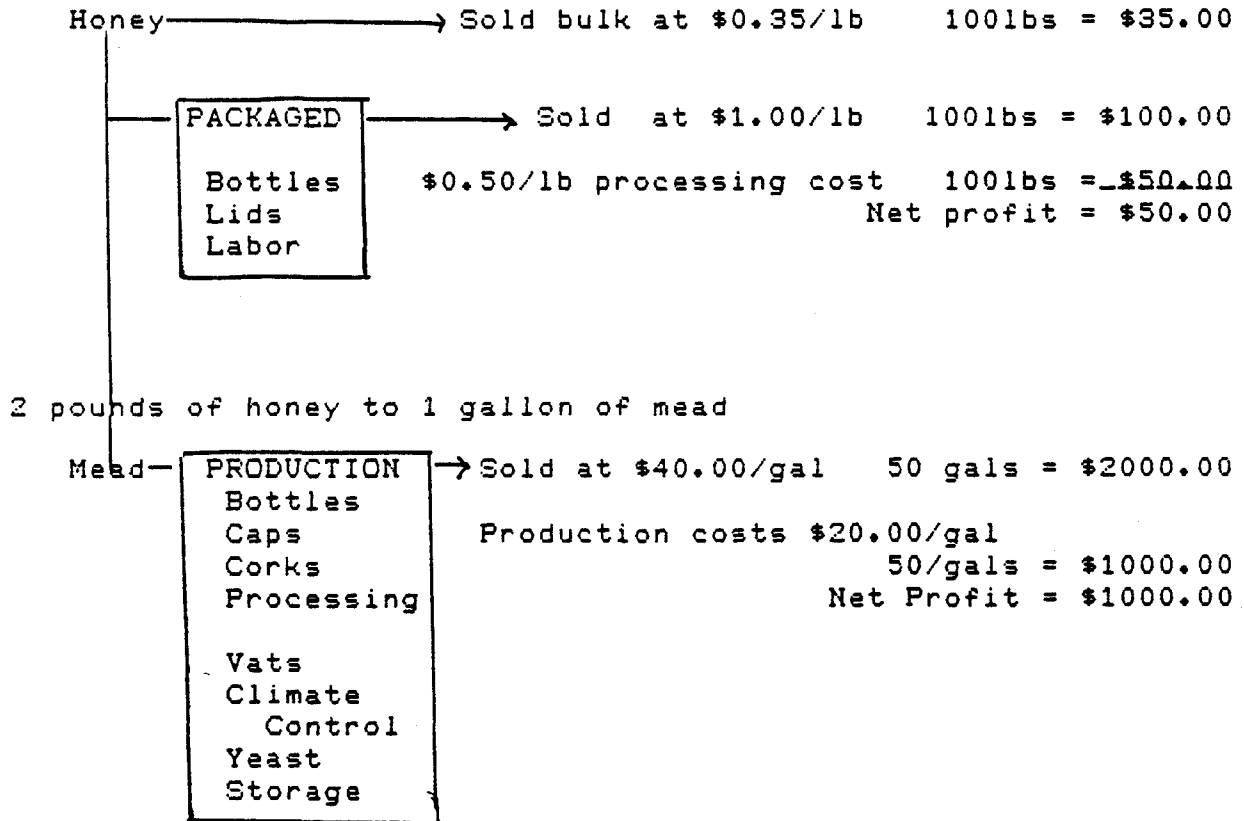 Honey Sold bulk at $0.35/lb 100lbs = $35.00
PACKAGED Sold at $1.00/lb 100lbs = $100.00
Bottles $0.50/lb processing cost 100lbs = $50.00
Lids Net profit = $50.00
Labor
2 pounds of honey to 1 gallon of mead
Mead PRODUCTION Sold at $40.00/gal 50 gals = $2000.00
Bottles
Caps Production costs $20.00/gal
Corks 50/gals = $1000.00
Processing Net Profit = $1000.00
Vats
Climate
Control
Yeast
Storage